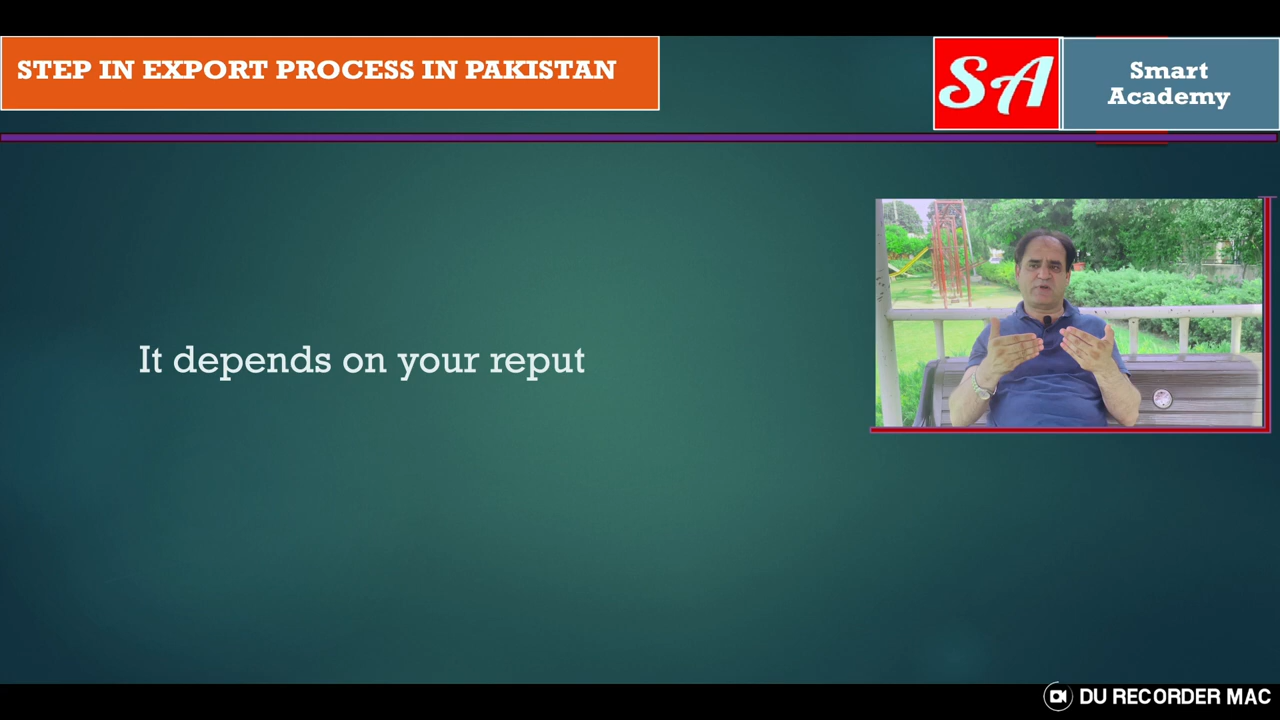 STEP IN EXPORT PROCESS IN PAKISTAN
SA
Smart
Academy
It depends on your reput
DU RECORDER MAC